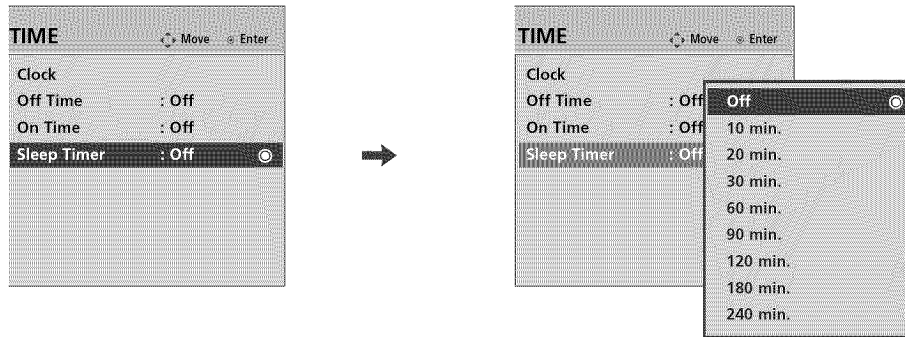 TIME
Move Enter
Clock
Off Time : Off
On Time : Off
Sleep Timer : Off
TIME
Move Enter
Clock
Off Time : Off
On Time : Off
Sleep Timer : Off
Off
10 min.
20 min.
30 min.
60 min.
90 min.
120 min.
180 min.
240 min.